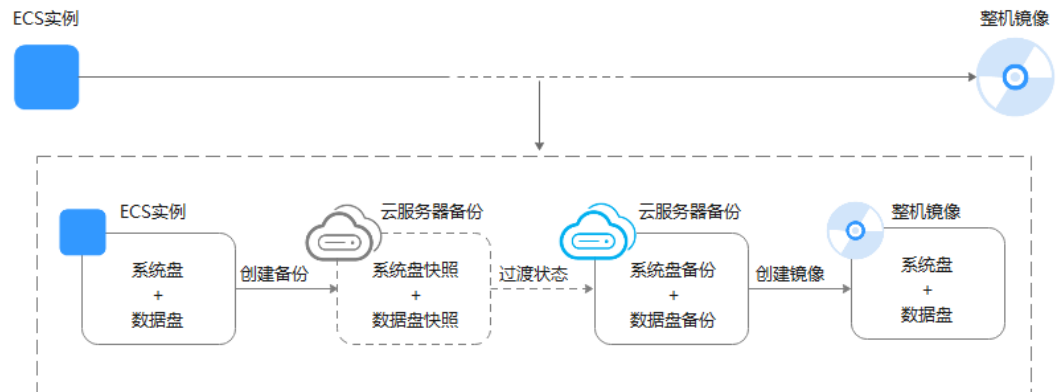 ECS实例
整机镜像
ECS实例
云服务器备份
云服务器备份
整机镜像
系统盘
+
数据盘
创建备份
系统盘快照
+
数据盘快照
过渡状态
系统盘备份
+
数据盘备份
创建镜像
系统盘
+
数据盘